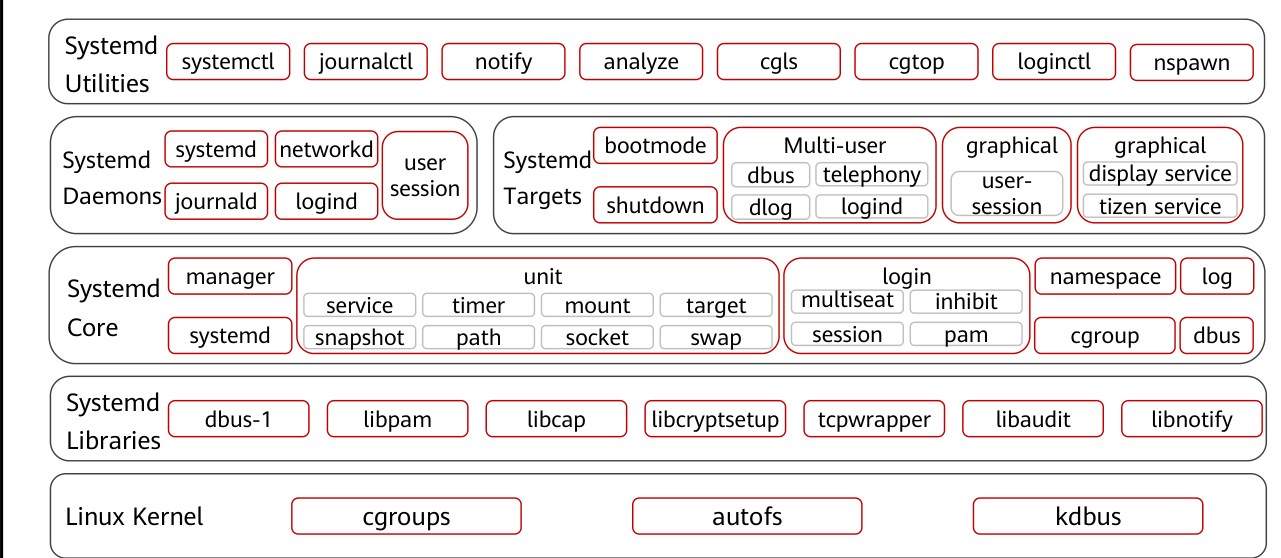 Systemd
Utilities
systemctl
journalctl
notify
analyze
cgls
cgtop
loginctl
nspawn
Systemd
Daemons
systemd
networkd
journald
logind
user
session
Systemd
Targets
bootmode
shutdown
Multi-user
dbus
telephony
dlog
logind
graphical
user-
session
graphical
display service
tizen service
Systemd
Core
manager
systemd
unit
service
timer
mount
target
snapshot
path
socket
swap
login
multiseat
inhibit
session
pam
namespace
log
cgroup
dbus
Systemd
Libraries
dbus-1
libpam
libcap
libcryptsetup
tcpwrapper
libaudit
libnotify
Linux Kernel
cgroups
autofs
kdbus